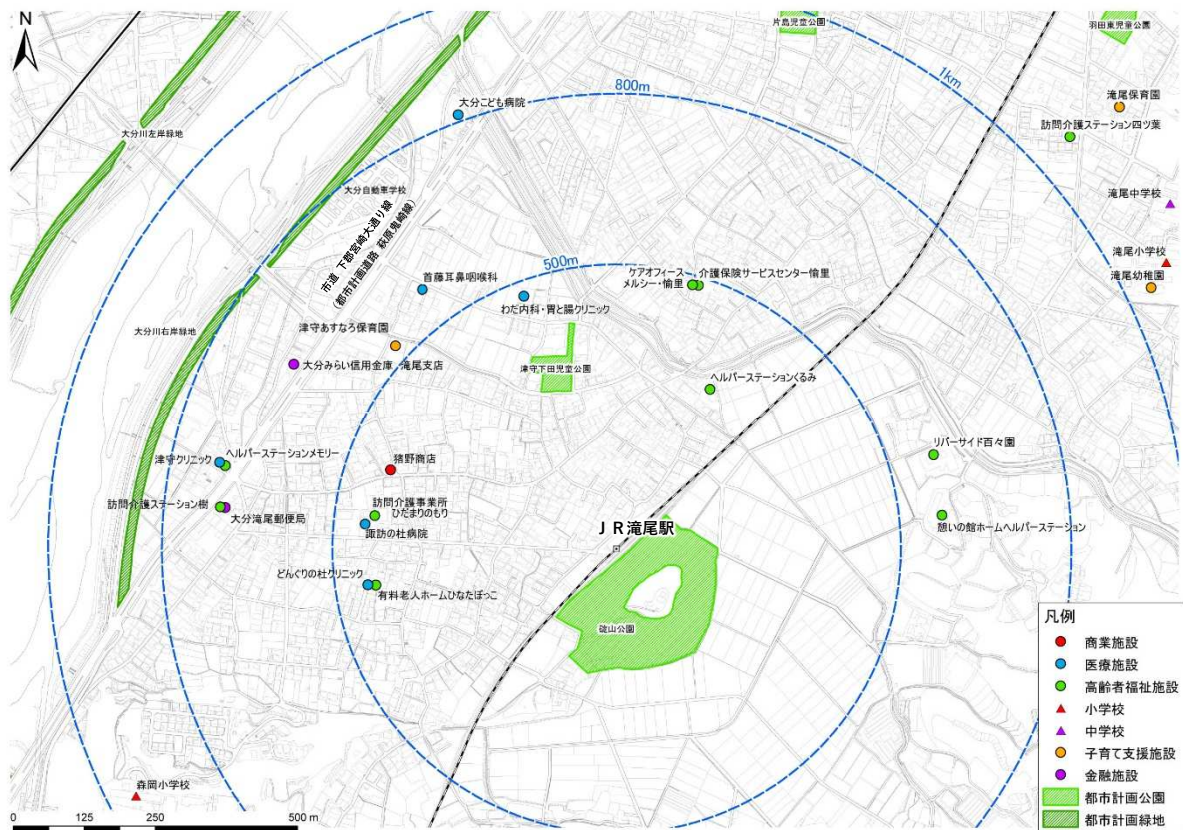 N
片島児童公園
羽田東児童公園
1km
800m
大分こども病院
滝尾保育園
訪問介護ステーション四ツ葉
大分川左岸緑地
大分自動車学校
市道 下郡宮崎大通り線
(都市計画道路 萩原鬼崎線)
滝尾中学校
滝尾小学校
滝尾幼稚園
500m
首藤耳鼻咽喉科
ケアオフィース
メルシー・愉里
介護保険サービスセンター愉里
わだ内科・胃と腸クリニック
大分川右岸緑地
津守あすなろ保育園
大分みらい信用金庫 滝尾支店
津守下田児童公園
ヘルパーステーションくるみ
猪野商店
リバーサイド百々園
津守クリニック
ヘルパーステーションメモリー
訪問介護ステーション樹
大分滝尾郵便局
訪問介護事業所
ひだまりのもり
諏訪の杜病院
憩いの館ホームヘルパーステーション
JR滝尾駅
どんぐりの杜クリニック
有料老人ホームひなたぼっこ
碇山公園
森岡小学校
凡例
商業施設
医療施設
高齢者福祉施設
小学校
中学校
子育て支援施設
金融施設
都市計画公園
都市計画緑地
0 125 250 500 m